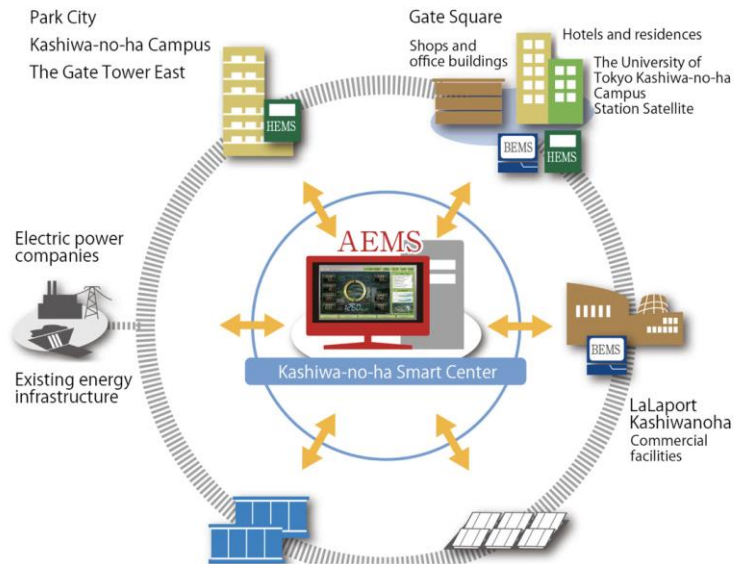 Park City
Kashiwa-no-ha Campus
The Gate Tower East
HEMS
Gate Square
Shops and
office buildings
Hotels and residences
The University of
Tokyo Kashiwa-no-ha
Campus
Station Satellite
BEMS
HEMS
Electric power
companies
Existing energy
infrastructure
AEMS
Kashiwa-no-ha Smart Center
BEMS
LaLaport
Kashiwanoha
Commercial
facilities